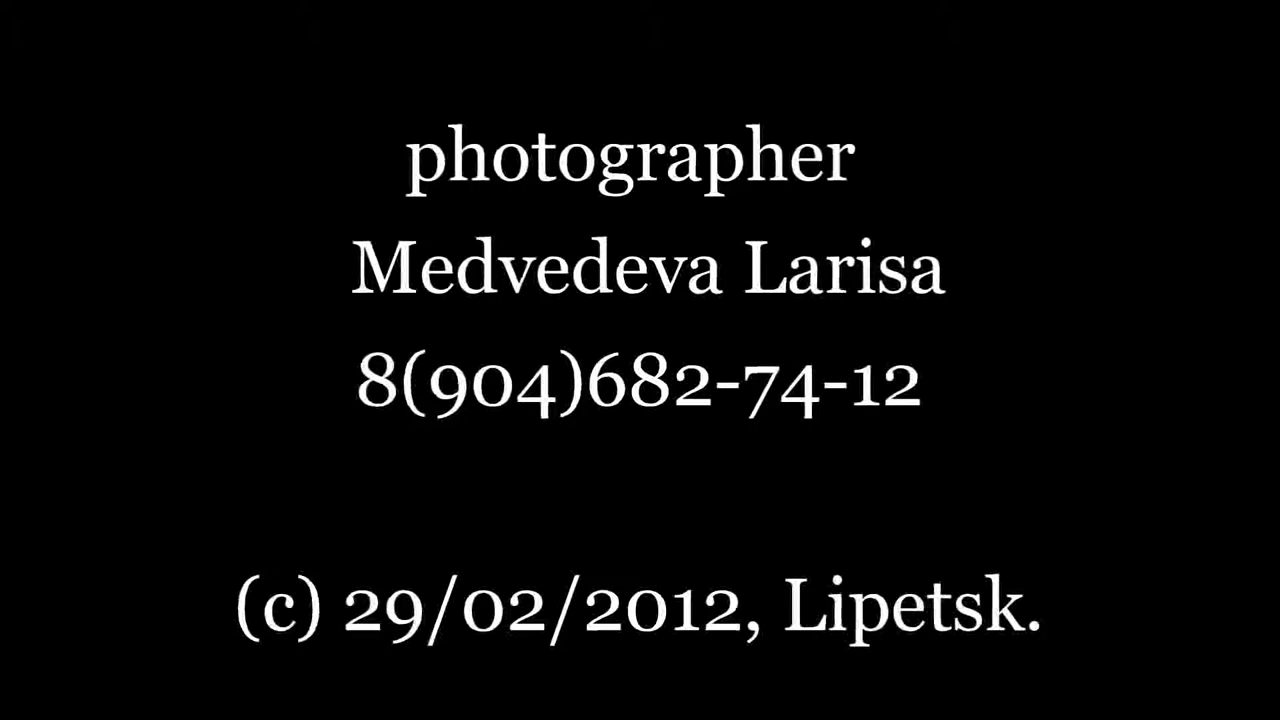 photographer
Medvedeva Larisa
8(904)682-74-12
(c) 29/02/2012, Lipetsk.